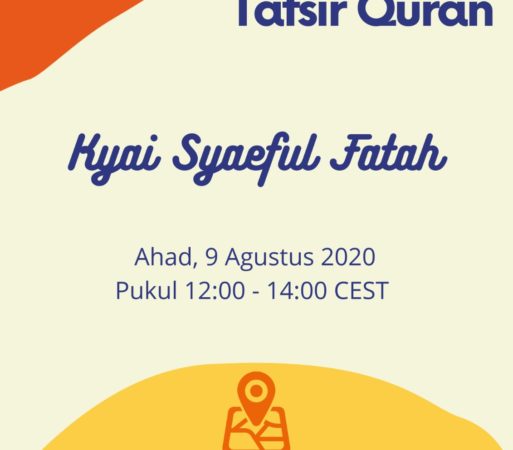 Tafsir Quran
Kyai Syaeful Fatah
Ahad, 9 Agustus 2020
Pukul 12:00 - 14:00 CEST